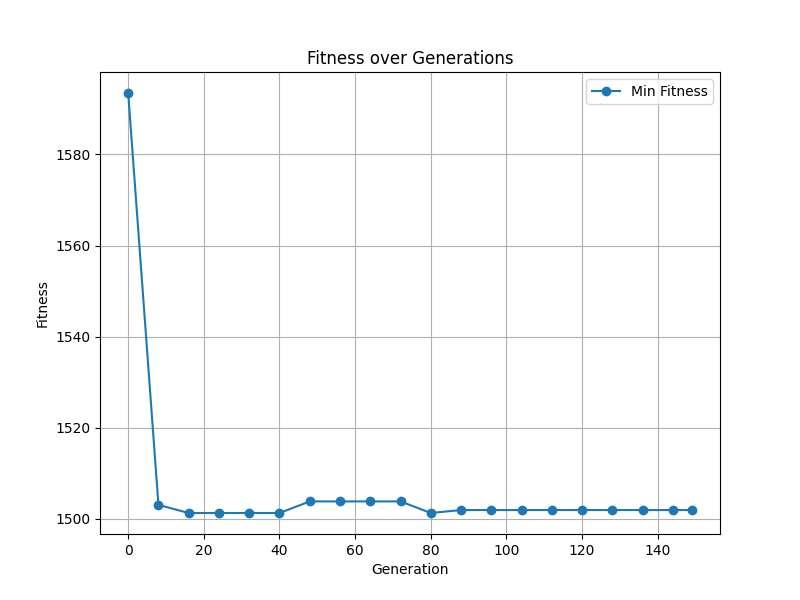 Fitness over Generations
Min Fitness
Fitness
1580
1560
1540
1520
1500
0 20 40 60 80 100 120 140
Generation